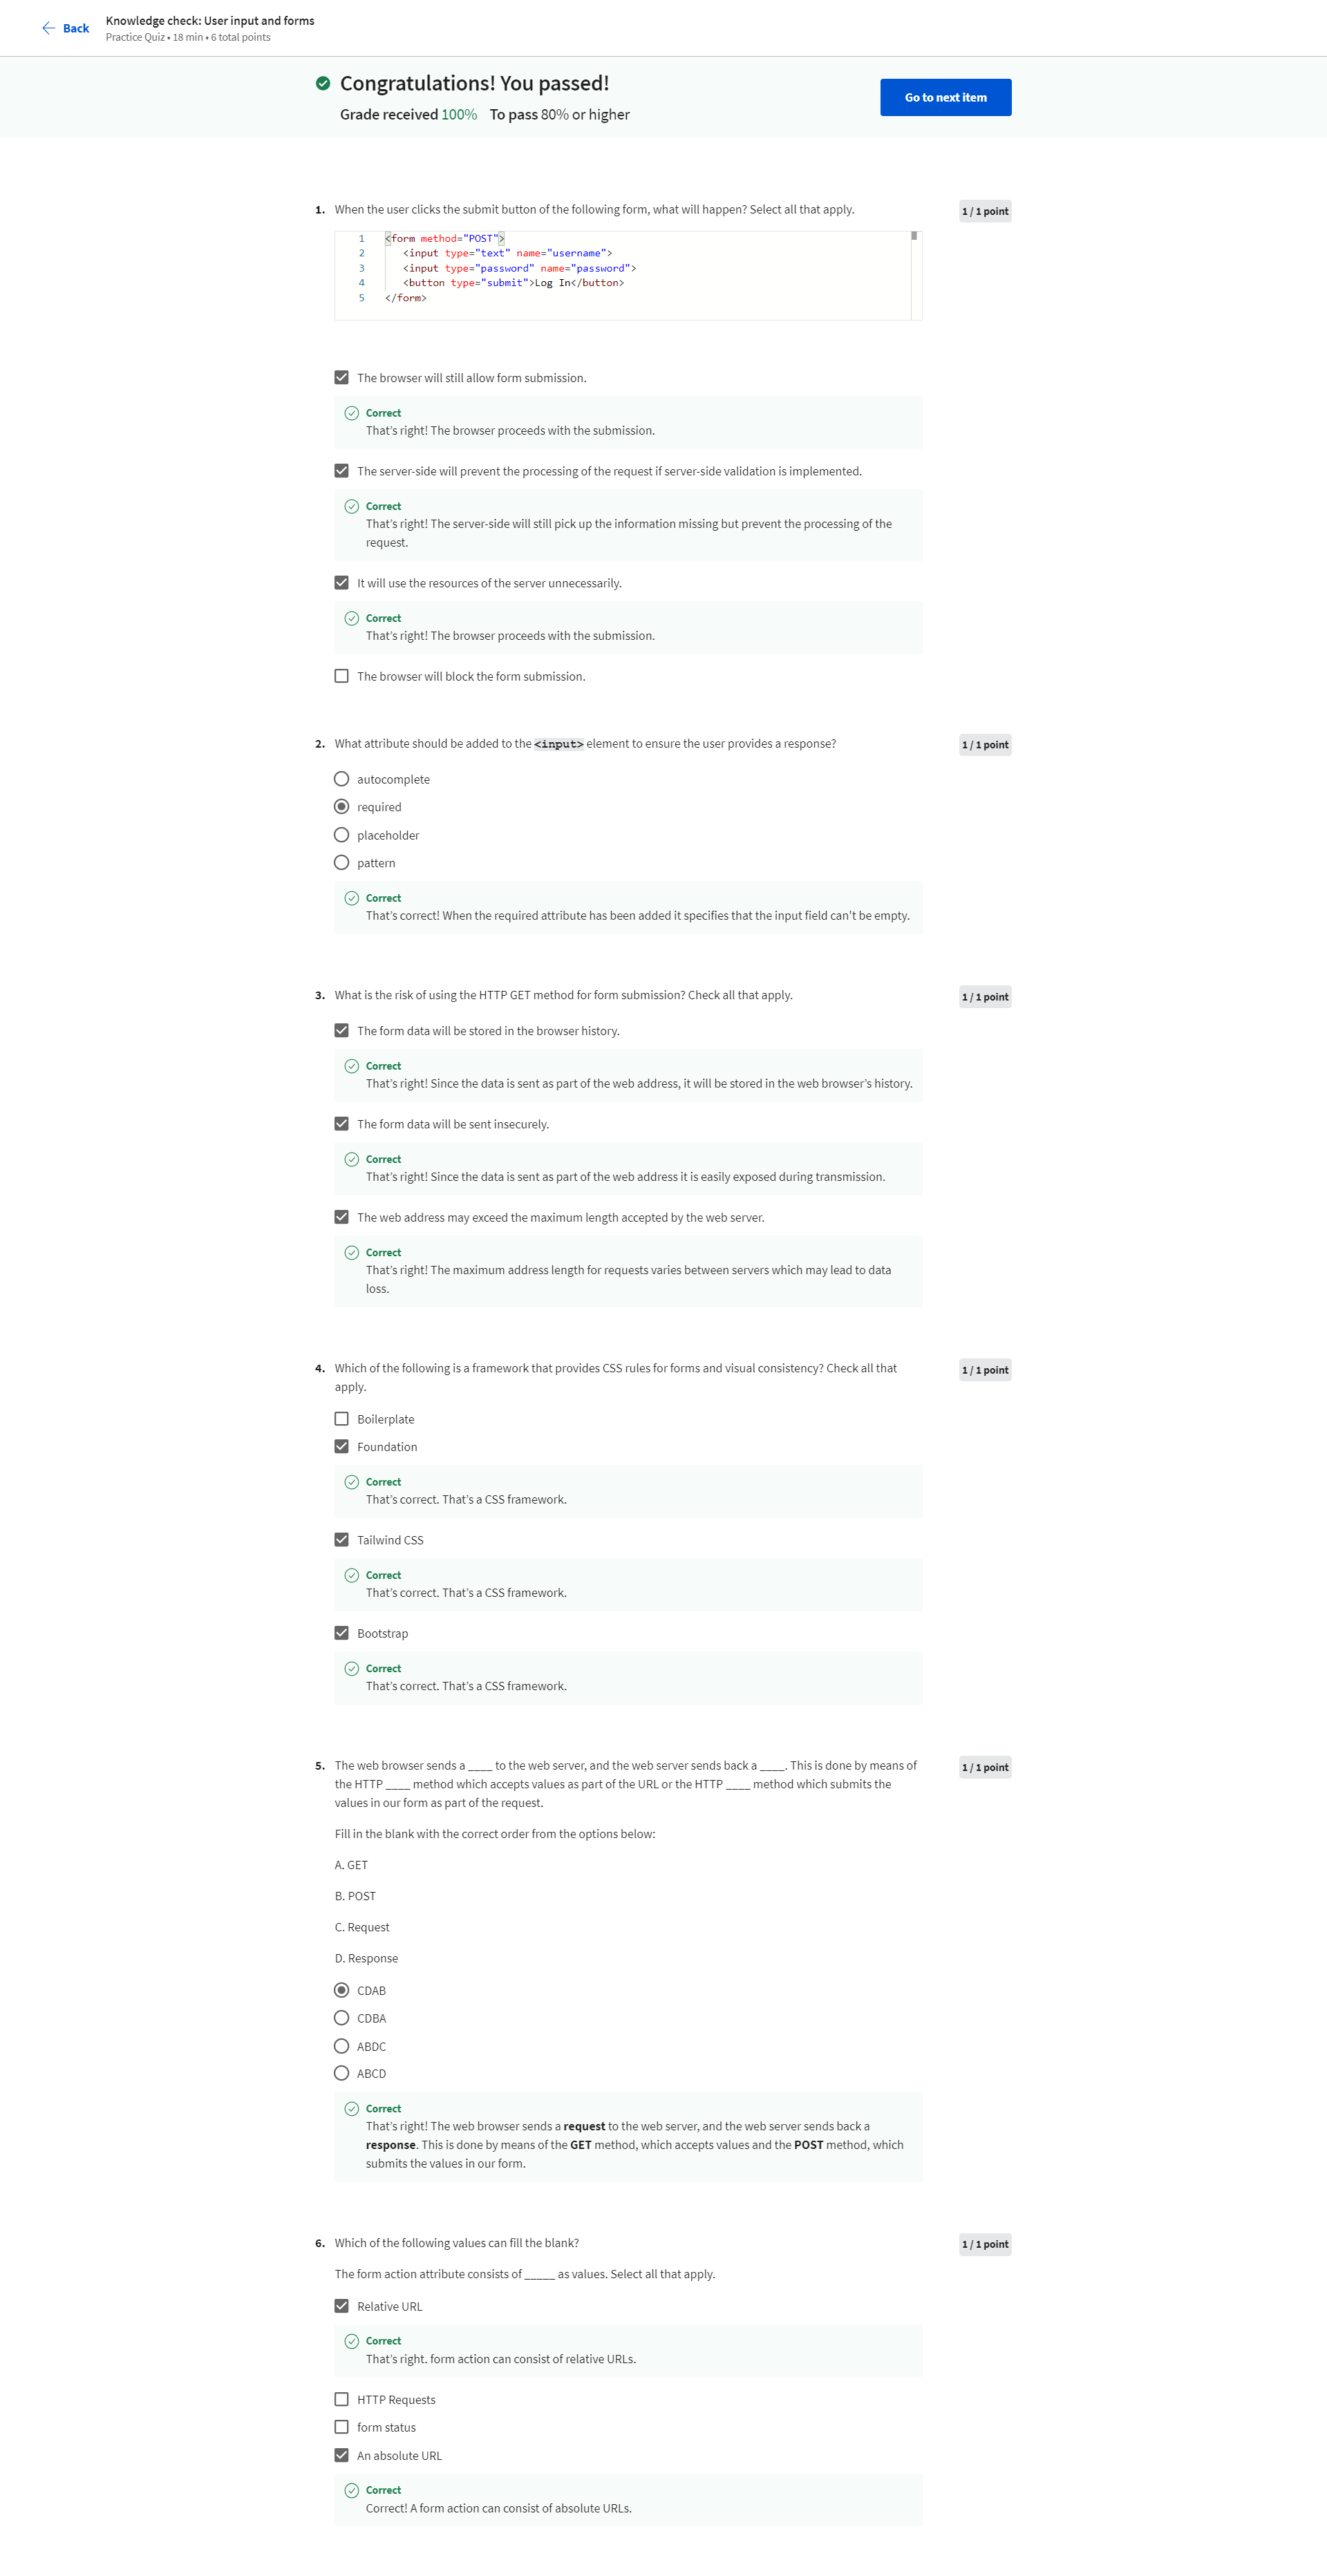 Back
Knowledge check: User input and forms
Practice Quiz • 18 min • 6 total points
Congratulations! You passed!
Grade received 100% To pass 80% or higher
Go to next item
1. When the user clicks the submit button of the following form, what will happen? Select all that apply.
1 / 1 point
1 <form method="POST">
2 <input type="text" name="username">
3 <input type="password" name="password">
4 <button type="submit">Log In</button>
5 </form>
The browser will still allow form submission.
Correct
That's right! The browser proceeds with the submission.
The server-side will prevent the processing of the request if server-side validation is implemented.
Correct
That's right! The server-side will still pick up the information missing but prevent the processing of the
request.
It will use the resources of the server unnecessarily.
Correct
That's right! The browser proceeds with the submission.
The browser will block the form submission.
2. What attribute should be added to the <input> element to ensure the user provides a response?
1 / 1 point
autocomplete
required
placeholder
pattern
Correct
That's correct! When the required attribute has been added it specifies that the input field can't be empty.
3. What is the risk of using the HTTP GET method for form submission? Check all that apply.
1 / 1 point
The form data will be stored in the browser history.
Correct
That's right! Since the data is sent as part of the web address, it will be stored in the web browser's history.
The form data will be sent insecurely.
Correct
That's right! Since the data is sent as part of the web address it is easily exposed during transmission.
The web address may exceed the maximum length accepted by the web server.
Correct
That's right! The maximum address length for requests varies between servers which may lead to data
loss.
4. Which of the following is a framework that provides CSS rules for forms and visual consistency? Check all that
apply.
1 / 1 point
Boilerplate
Foundation
Correct
That's correct. That's a CSS framework.
Tailwind CSS
Correct
That's correct. That's a CSS framework.
Bootstrap
Correct
That's correct. That's a CSS framework.
5. The web browser sends a ____ to the web server, and the web server sends back a ____. This is done by means of
the HTTP ____ method which accepts values as part of the URL or the HTTP ____ method which submits the
values in our form as part of the request.
1 / 1 point
Fill in the blank with the correct order from the options below:
A. GET
B. POST
C. Request
D. Response
CDAB
CDBA
ABDC
ABCD
Correct
That's right! The web browser sends a request to the web server, and the web server sends back a
response. This is done by means of the GET method, which accepts values and the POST method, which
submits the values in our form.
6. Which of the following values can fill the blank?
1 / 1 point
The form action attribute consists of _____ as values. Select all that apply.
Relative URL
Correct
That's right. form action can consist of relative URLs.
HTTP Requests
form status
An absolute URL
Correct
Correct! A form action can consist of absolute URLs.